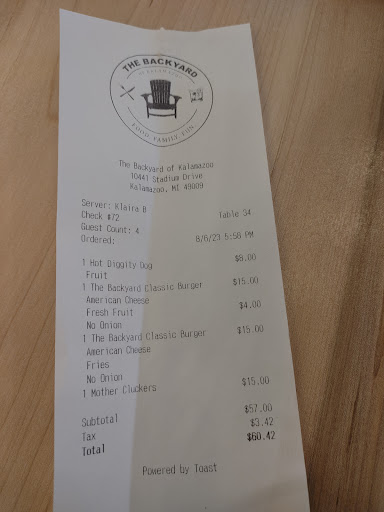 THE BACKYARD
OF KALAMAZOO
FOOD, FAMILY, FUN
The Backyard of Kalamazoo
10441 Stadium Drive
Kalamazoo, MI 49009
Server: Klaira B
Check #72 Table 34
Guest Count: 4
Ordered: 8/6/23 5:58 PM
1 Hot Diggity Dog $8.00
Fruit
1 The Backyard Classic Burger $15.00
American Cheese
Fresh Fruit $4.00
No Onion
1 The Backyard Classic Burger $15.00
American Cheese
Fries
No Onion
1 Mother Cluckers $15.00
Subtotal $57.00
Tax $3.42
Total $60.42
Powered by Toast